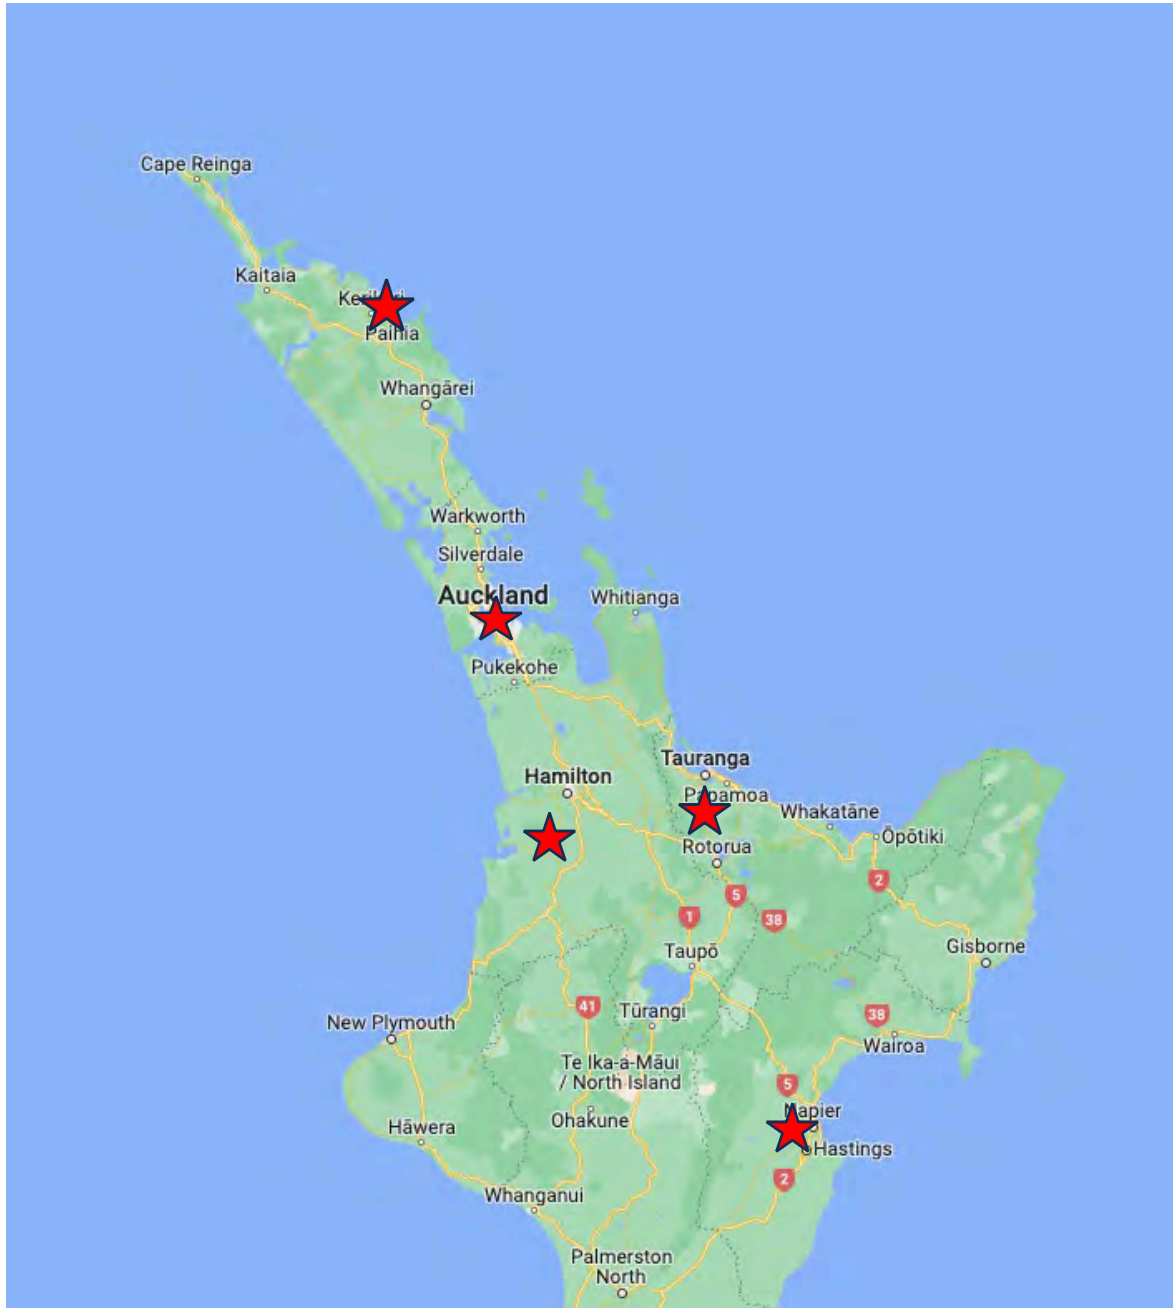 Cape Reinga
Kaitaia
Paihia
Whangārei
Warkworth
Silverdale
Auckland
Whitianga
Pukekohe
Tauranga
Hamilton
Papamoa
Whakatāne
Ōpōtiki
Rotorua
2
5
1
38
Gisborne
Taupō
41
Tūrangi
38
New Plymouth
Wairoa
Te Ika-a-Māui
/ North Island
5
Napier
Ohakune
Hāwera
Hastings
2
Whanganui
Palmerston
North